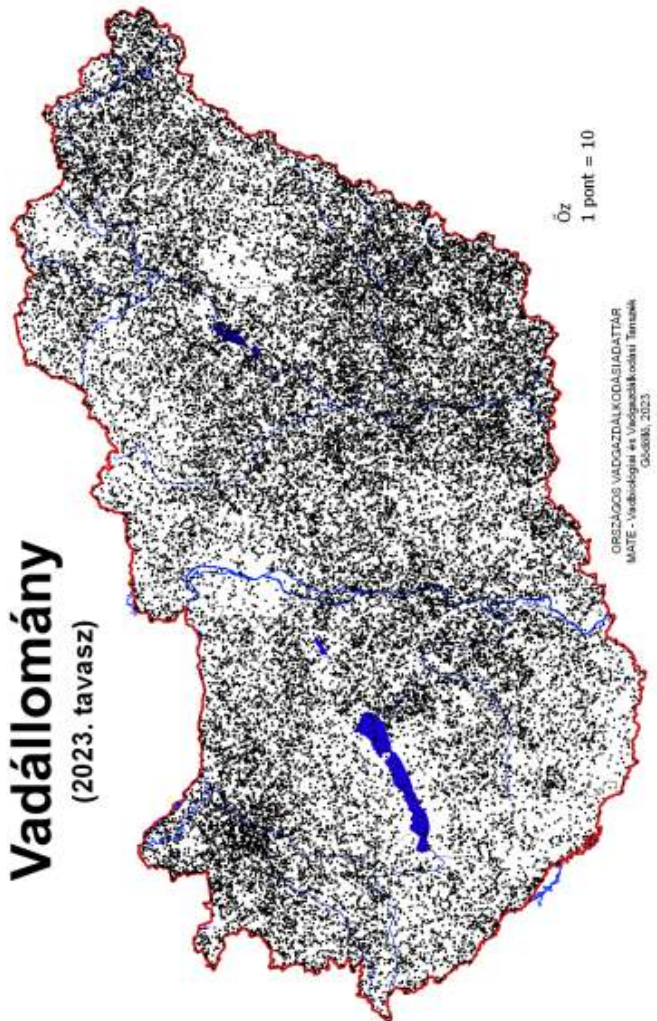 Vadállomány
(2023. tavasz)
Őz
1 pont = 10
ORSZÁGOS VADGAZDÁLKODÁSI ADATTÁR
MATE - Vadbiológiai és Vadgazdálkodási Tanszék
Gödöllő, 2023.